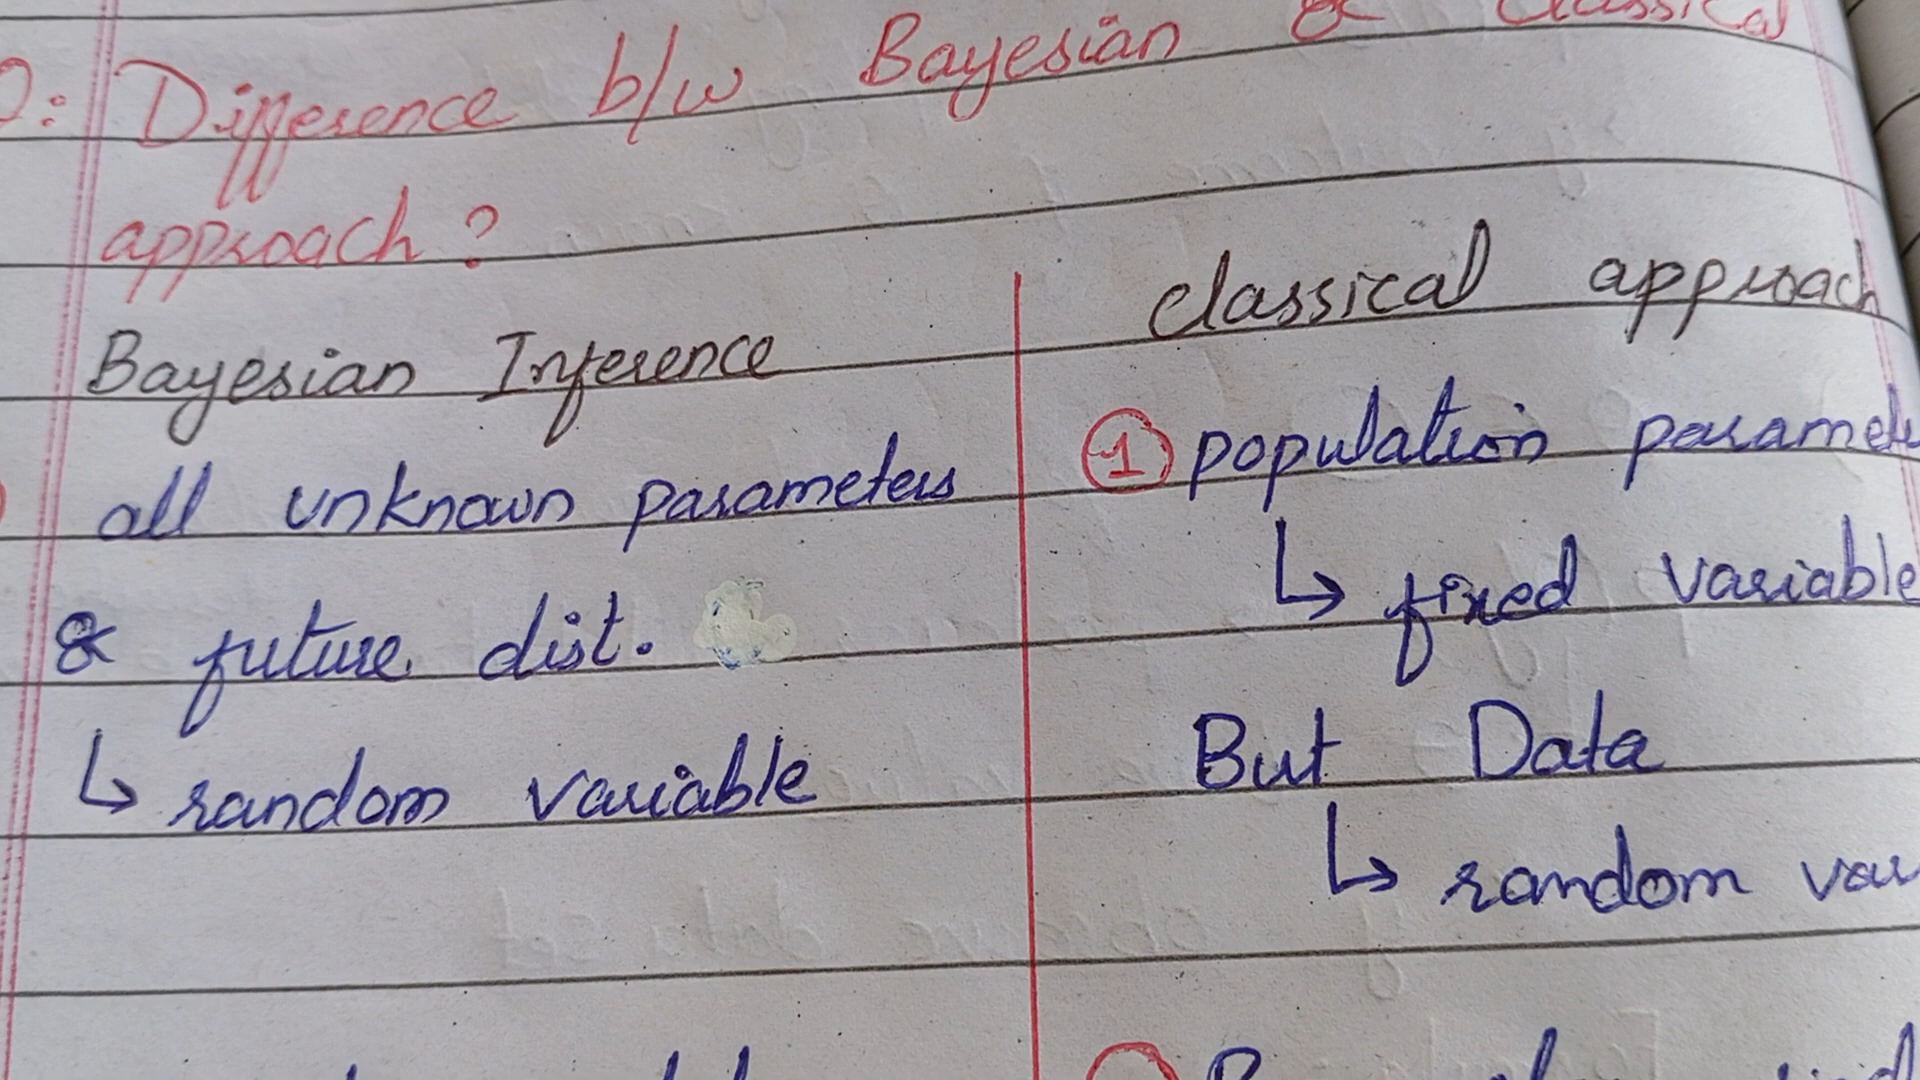 Q: Difference b/w Bayesian & Classical
approach?
Bayesian Inference
all unknown parameters
& future dist.
↳ random variable
classical approach
① population paramete
↳ fixed variable
But Data
↳ random var